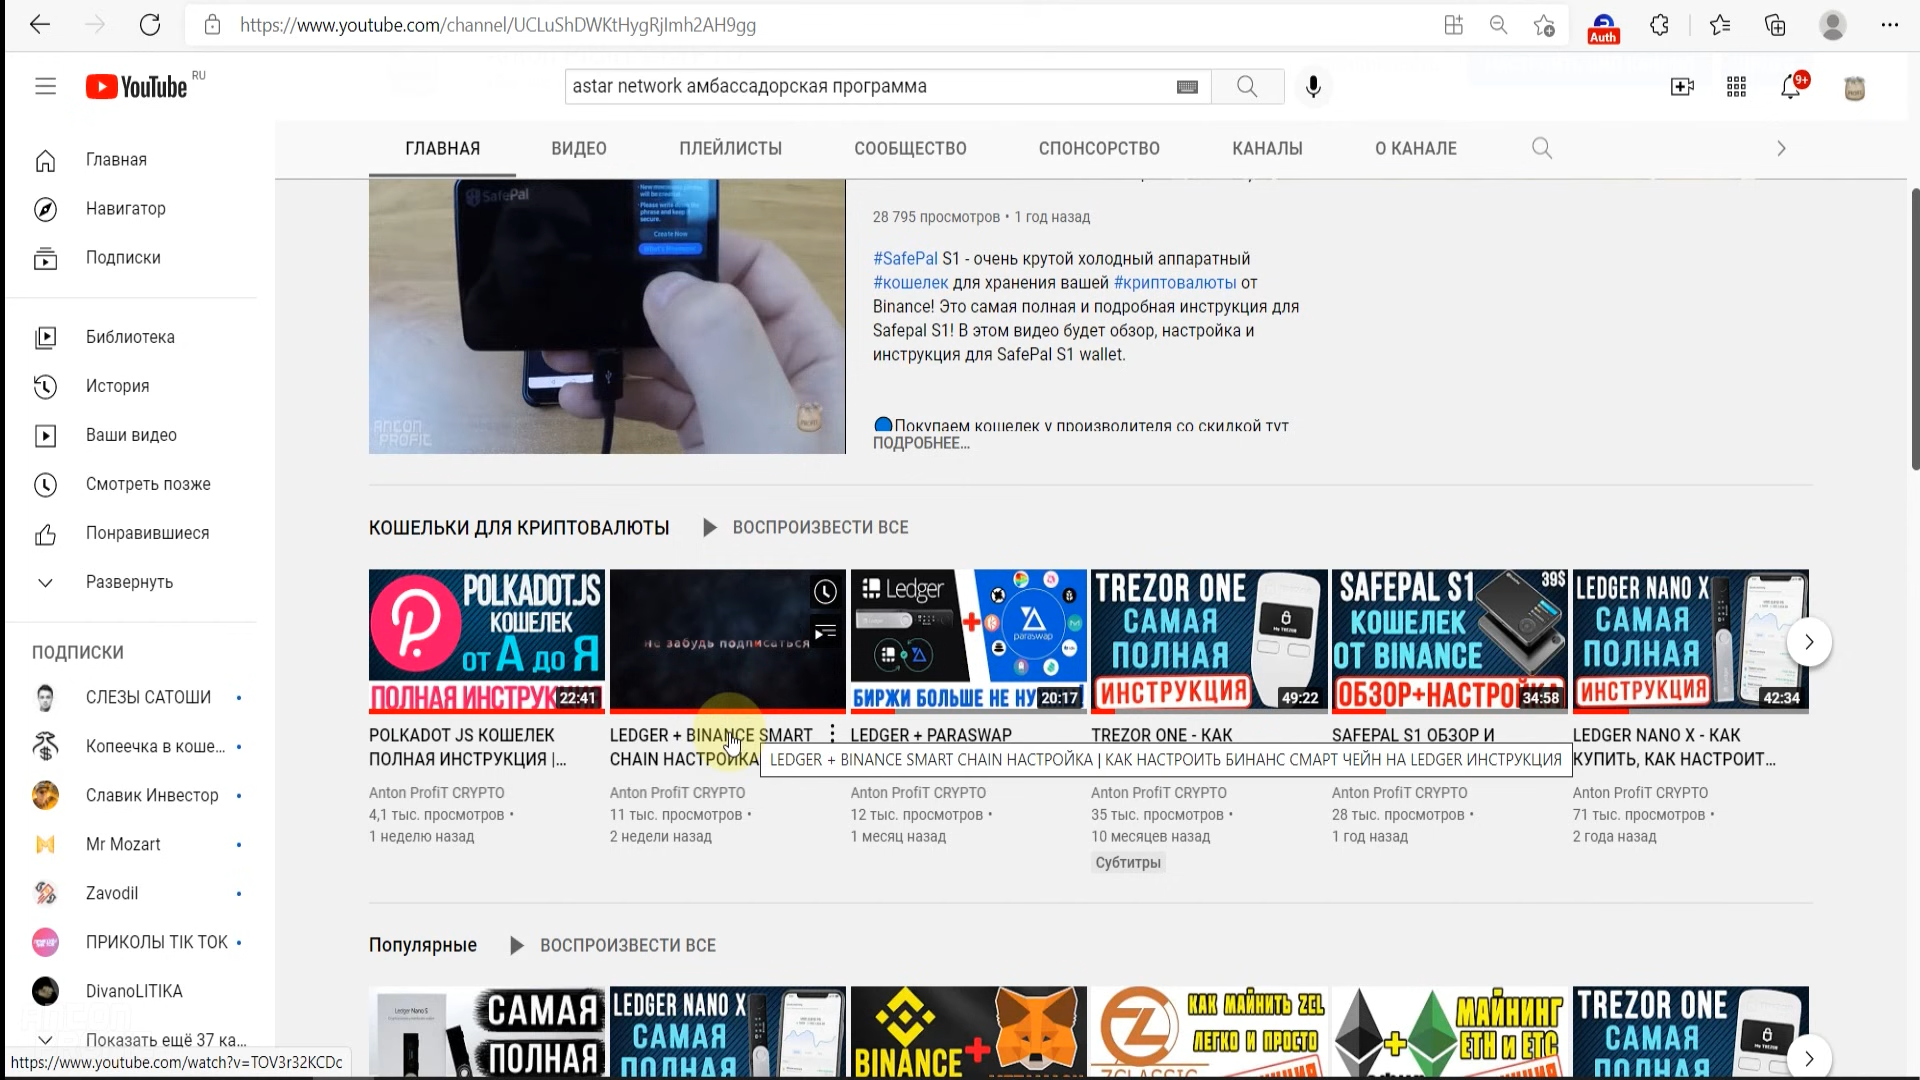 https://www.youtube.com/channel/UCLuShDWKtHygRjImh2AH9gg
Auth
YouTube RU
astar network амбассадорская программа
9+
ГЛАВНАЯ
ВИДЕО
ПЛЕЙЛИСТЫ
СООБЩЕСТВО
СПОНСОРСТВО
КАНАЛЫ
О КАНАЛЕ
Главная
Навигатор
Подписки
Библиотека
История
Ваши видео
Смотреть позже
Понравившиеся
Развернуть
ПОДПИСКИ
СЛЕЗЫ САТОШИ
Копеечка в коше...
Славик Инвестор
Mr Mozart
Zavodil
ПРИКОЛЫ TIK TOK
DivanoLITIKA
Показать ещё 37 ка...
https://www.youtube.com/watch?v=TOV3r32KCDc
SafePal
Create Now
ANTON
PROFIT
28 795 просмотров • 1 год назад
#SafePal S1 - очень крутой холодный аппаратный
#кошелек для хранения вашей #криптовалюты от
Binance! Это самая полная и подробная инструкция для
Safepal S1! В этом видео будет обзор, настройка и
инструкция для SafePal S1 wallet.
Покупаем кошелек у производителя со скидкой тут
ПОДРОБНЕЕ...
КОШЕЛЬКИ ДЛЯ КРИПТОВАЛЮТЫ
ВОСПРОИЗВЕСТИ ВСЕ
POLKADOT.JS
КОШЕЛЕК
от А до Я
ПОЛНАЯ ИНСТРУКЦ
22:41
POLKADOT JS КОШЕЛЕК
ПОЛНАЯ ИНСТРУКЦИЯ |...
Anton ProfiT CRYPTO
4,1 тыс. просмотров •
1 неделю назад
не забудь подписаться
LEDGER + BINANCE SMART
CHAIN НАСТРОЙКА
Anton ProfiT CRYPTO
11 тыс. просмотров •
2 недели назад
Ledger
paraswap
БИРЖИ БОЛЬШЕ НЕ НУ
20:17
LEDGER + PARASWAP
LEDGER + BINANCE SMART CHAIN НАСТРОЙКА | КАК НАСТРОИТЬ БИНАНС СМАРТ ЧЕЙН НА LEDGER ИНСТРУКЦИЯ
Anton ProfiT CRYPTO
12 тыс. просмотров •
1 месяц назад
TREZOR ONE
САМАЯ
ПОЛНАЯ
ИНСТРУКЦИЯ
49:22
TREZOR ONE - КАК
Anton ProfiT CRYPTO
35 тыс. просмотров •
10 месяцев назад
Субтитры
SAFEPAL S1 39$
КОШЕЛЕК
ОТ BINANCE
ОБЗОР+НАСТРОЙКА
34:58
SAFEPAL S1 ОБЗОР И
Anton ProfiT CRYPTO
28 тыс. просмотров •
1 год назад
LEDGER NANO X
САМАЯ
ПОЛНАЯ
ИНСТРУКЦИЯ
42:34
LEDGER NANO X - КАК
КУПИТЬ, КАК НАСТРОИТ...
Anton ProfiT CRYPTO
71 тыс. просмотров •
2 года назад
Популярные
ВОСПРОИЗВЕСТИ ВСЕ
САМАЯ
ПОЛНАЯ
LEDGER NANO X
САМАЯ
ПОЛНАЯ
BINANCE
ZCLASSIC
КАК МАЙНИТЬ ZCL
ЛЕГКО И ПРОСТО
МАЙНИНГ
ETH и ETC
TREZOR ONE
САМАЯ
ПОЛНАЯ